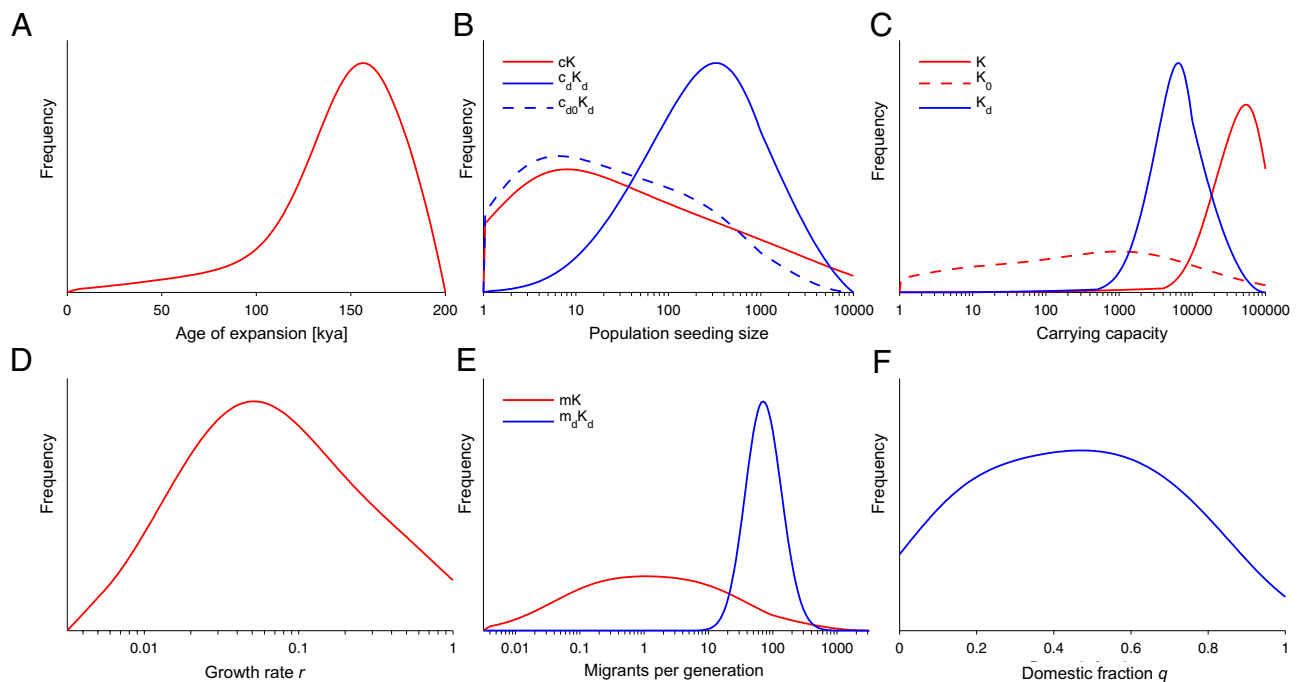 A
Frequency
0 50 100 150 200
Age of expansion [kya]
B
cK
c_dK_d
c_d0K_d
Frequency
1 10 100 1000 10000
Population seeding size
C
K
K_0
K_d
Frequency
1 10 100 1000 10000 100000
Carrying capacity
D
Frequency
0.01 0.1 1
Growth rate r
E
mK
m_dK_d
Frequency
0.01 0.1 1 10 100 1000
Migrants per generation
F
Frequency
0 0.2 0.4 0.6 0.8 1
Domestic fraction q